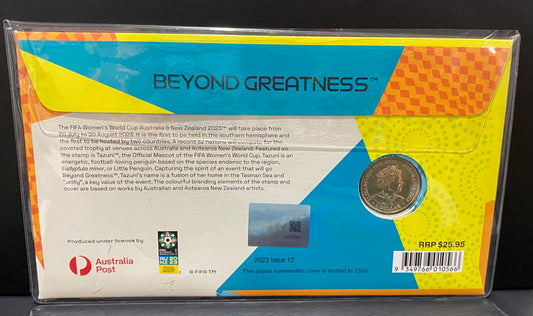 BEYOND GREATNESS™
The FIFA Women's World Cup Australia & New Zealand 2023™ will take place from
20 July to 20 August 2023. It is the first to be held in the southern hemisphere and
the first to be hosted by two countries. A record 32 nations will compete for the
coveted trophy at venues across Australia and Aotearoa New Zealand. Featured on
the stamp is Tazuni™, the Official Mascot of the FIFA Women's World Cup. Tazuni is an
energetic, football-loving penguin based on the species endemic to the region,
Eudyptula minor, or Little Penguin. Capturing the spirit of an event that will go
Beyond Greatness™, Tazuni's name is a fusion of her home in the Tasman Sea and
"unity", a key value of the event. The colourful branding elements of the stamp and
cover are based on works by Australian and Aotearoa New Zealand artists.
Produced under license by
Australia
Post
AU 20
NZ 23
© FIFA TM
2023 Issue 12
This postal numismatic cover is limited to 7,500.
RRP $25.95
9 349766 010566